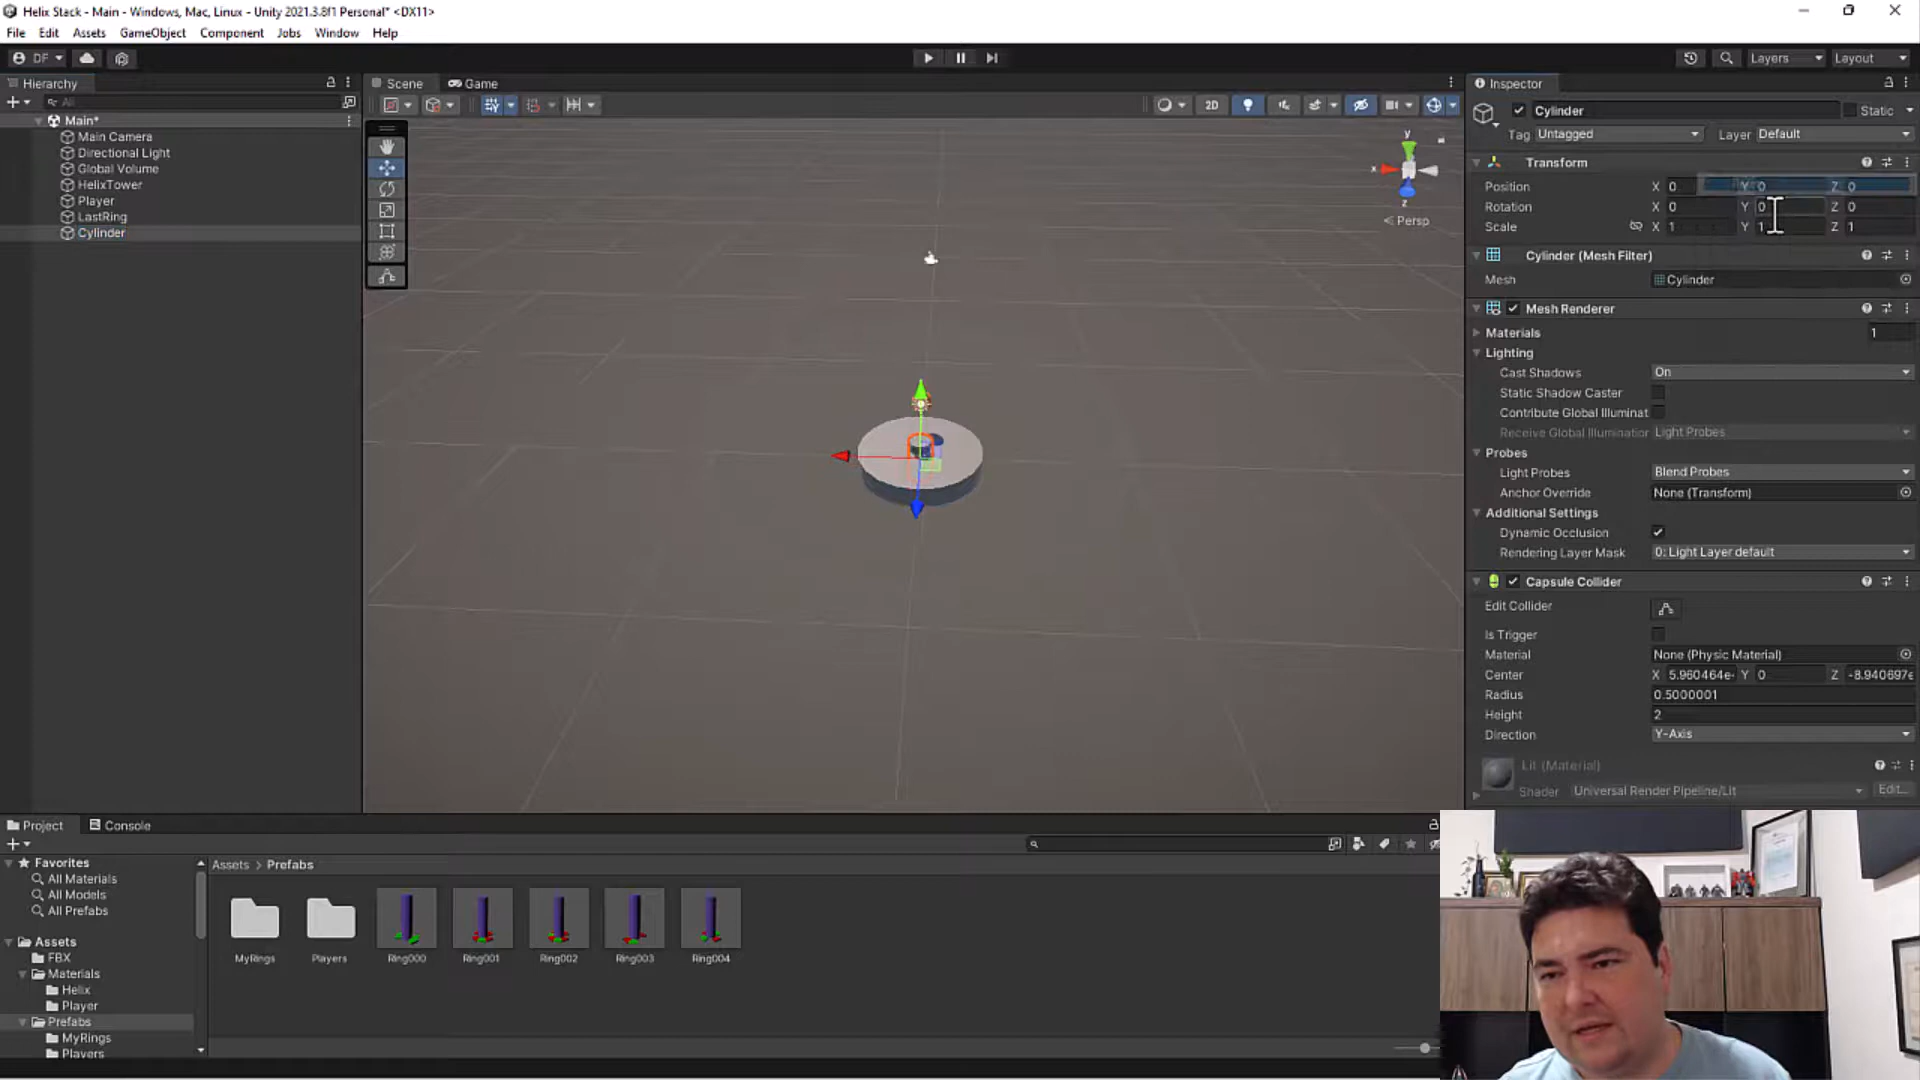 Helix Stack - Main - Windows, Mac, Linux - Unity 2021.3.8f1 Personal* <DX11>
File Edit Assets GameObject Component Jobs Window Help
DF Layers Layout
Hierarchy
All
Main*
Main Camera
Directional Light
Global Volume
HelixTower
Player
LastRing
Cylinder
Scene Game
2D
y
x
z
< Persp
Inspector
Cylinder Static
Tag Untagged Layer Default
Transform
Position X 0 Y 0 Z 0
Rotation X 0 Y 0 Z 0
Scale X 1 Y 1 Z 1
Cylinder (Mesh Filter)
Mesh Cylinder
Mesh Renderer
Materials 1
Lighting
Cast Shadows On
Static Shadow Caster
Contribute Global Illuminat
Receive Global Illumination Light Probes
Probes
Light Probes Blend Probes
Anchor Override None (Transform)
Additional Settings
Dynamic Occlusion
Rendering Layer Mask 0: Light Layer default
Capsule Collider
Edit Collider
Is Trigger
Material None (Physic Material)
Center X 5.960464e- Y 0 Z -8.940697e
Radius 0.5000001
Height 2
Direction Y-Axis
Lit (Material)
Shader Universal Render Pipeline/Lit Edit...
Project Console
Favorites
All Materials
All Models
All Prefabs
Assets
FBX
Materials
Helix
Player
Prefabs
MyRings
Players
Assets > Prefabs
MyRings Players Ring000 Ring001 Ring002 Ring003 Ring004